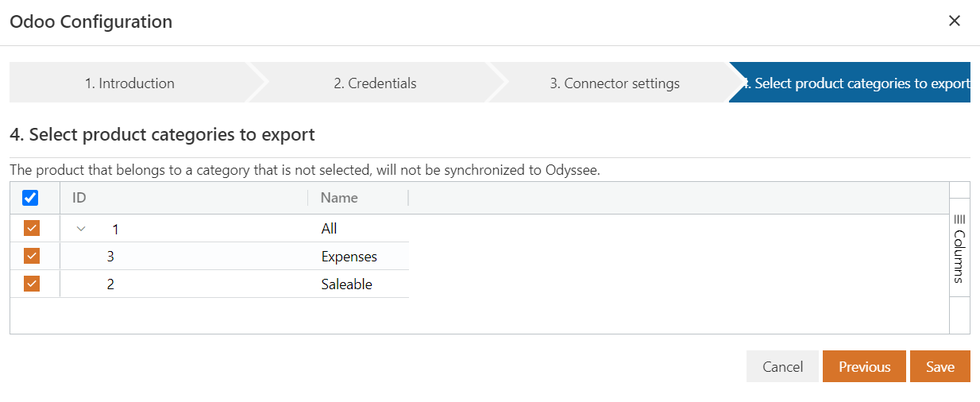 Odoo Configuration
1. Introduction
2. Credentials
3. Connector settings
4. Select product categories to export
4. Select product categories to export
The product that belongs to a category that is not selected, will not be synchronized to Odyssee.
ID Name
1 All
3 Expenses
2 Saleable
Columns
Cancel Previous Save